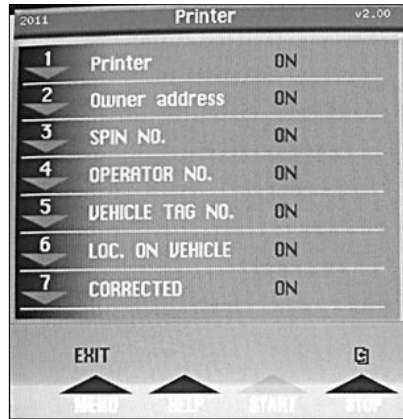 2011 Printer v2.00
1 Printer ON
2 Owner address ON
3 SPIN NO. ON
4 OPERATOR NO. ON
5 VEHICLE TAG NO. ON
6 LOC. ON VEHICLE ON
7 CORRECTED ON
EXIT
MENU HELP START STOP